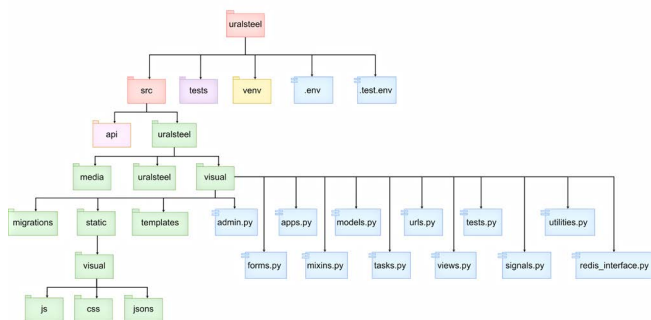 uralsteel
src
tests
venv
.env
.test.env
api
uralsteel
media
uralsteel
visual
migrations
static
templates
admin.py
apps.py
models.py
urls.py
tests.py
utilities.py
forms.py
mixins.py
tasks.py
views.py
signals.py
redis_interface.py
visual
js
css
jsons